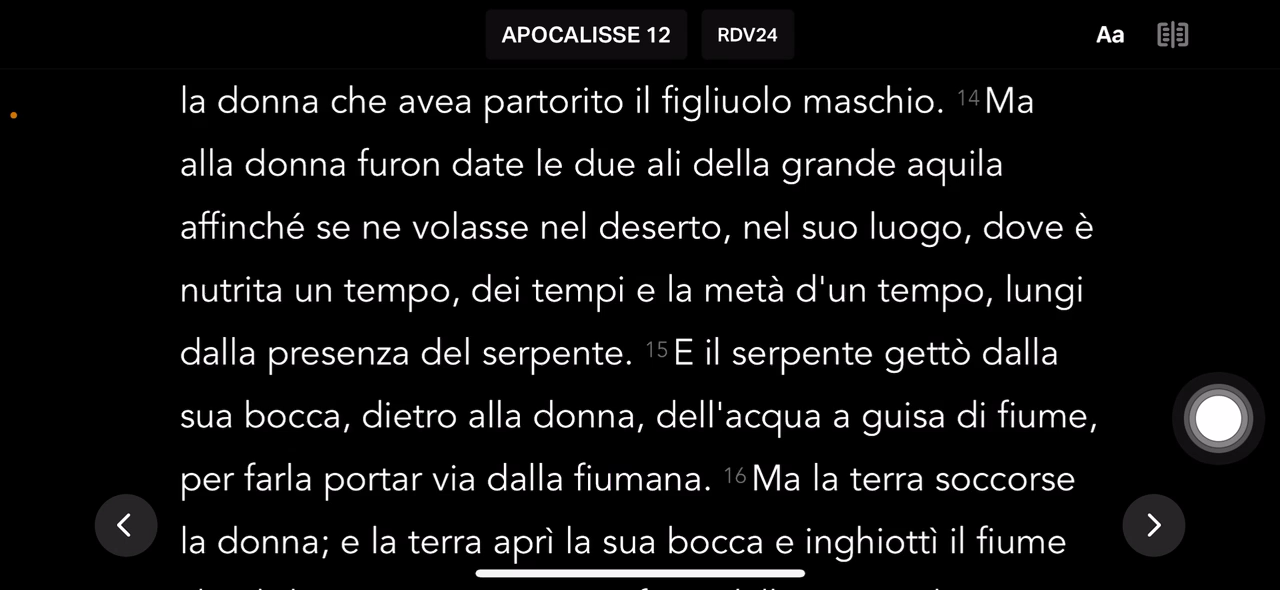 APOCALISSE 12 RDV24 Aa
la donna che avea partorito il figliuolo maschio. 14 Ma
alla donna furon date le due ali della grande aquila
affinché se ne volasse nel deserto, nel suo luogo, dove è
nutrita un tempo, dei tempi e la metà d'un tempo, lungi
dalla presenza del serpente. 15 E il serpente gettò dalla
sua bocca, dietro alla donna, dell'acqua a guisa di fiume,
per farla portar via dalla fiumana. 16 Ma la terra soccorse
la donna; e la terra aprì la sua bocca e inghiottì il fiume